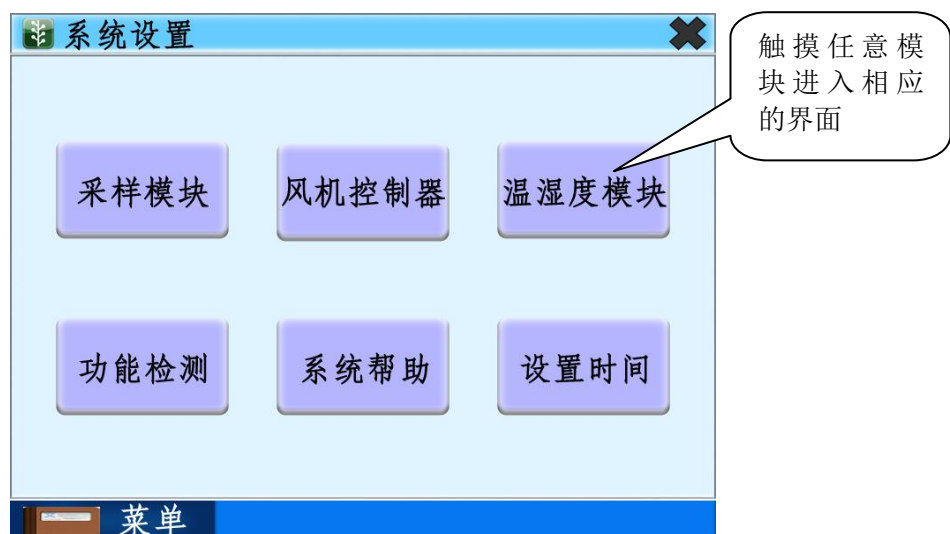 系统设置
触摸任意模
块进入相应
的界面
采样模块
风机控制器
温湿度模块
功能检测
系统帮助
设置时间
菜单